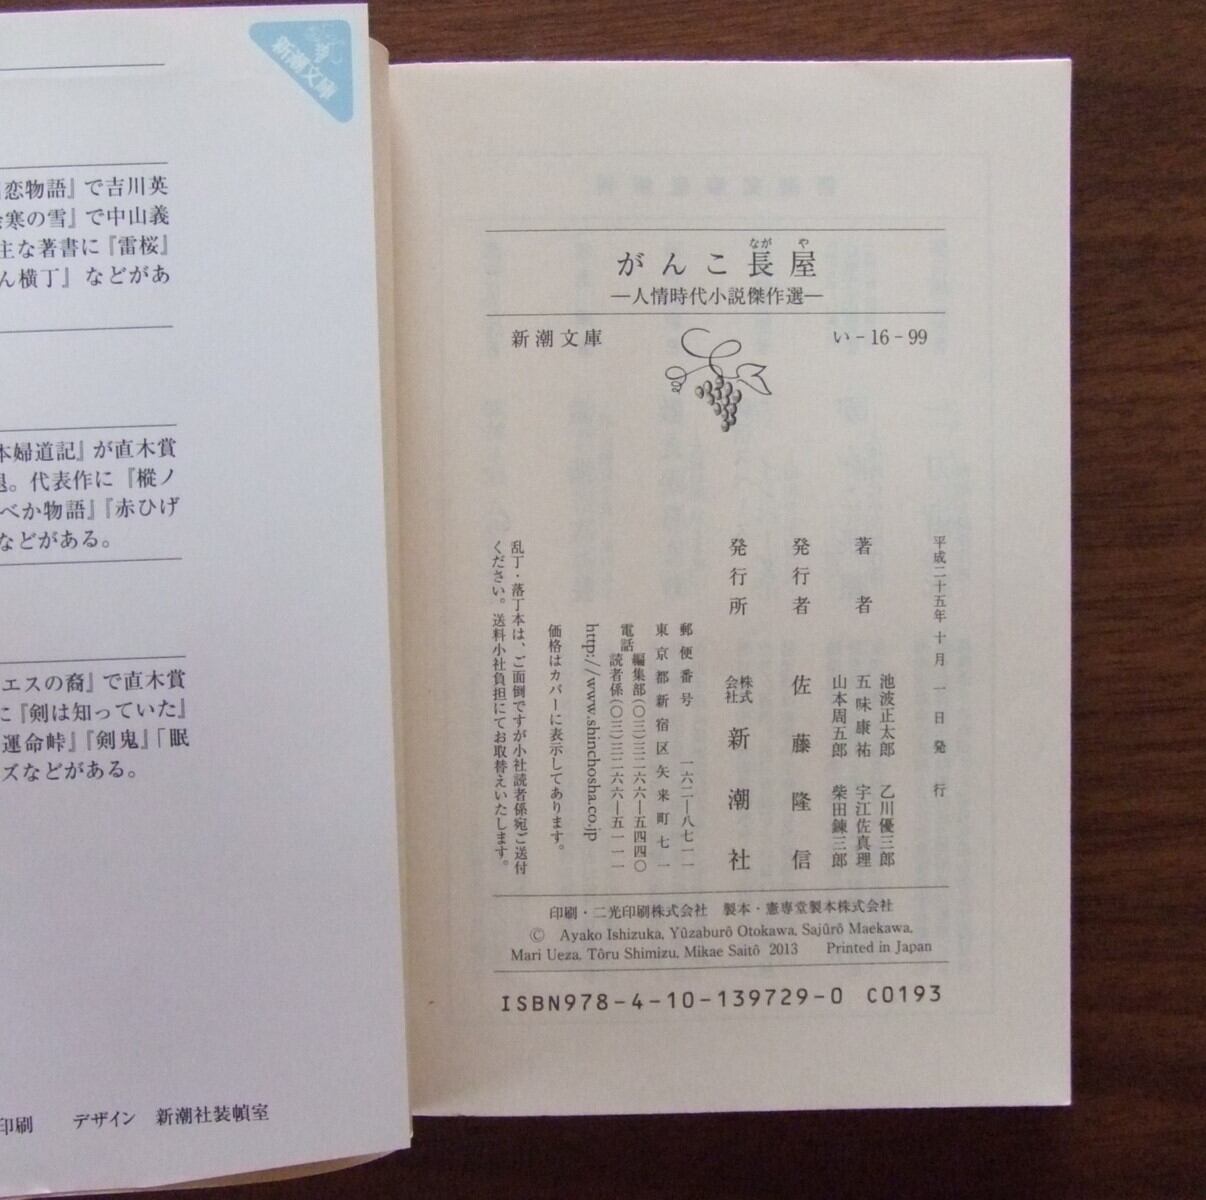 新潮文庫
恋物語』で吉川英
寒の雪』で中山義
主な著書に『雷桜』
ん横丁』などがあ
本婦道記』が直木賞
。代表作に『樅ノ
べか物語』『赤ひげ
などがある。
エスの裔』で直木賞
に『剣は知っていた』
運命峠』『剣鬼』「眠
ズなどがある。
印刷　デザイン　新潮社装幀室
なが や
がんこ長屋
―人情時代小説傑作選―
新潮文庫　い-16-99
平成二十五年十月一日発行
著者
池波正太郎　乙川優三郎
五味康祐　宇江佐真理
山本周五郎　柴田錬三郎
発行者　佐藤隆信
発行所　株式会社　新潮社
郵便番号　一六二―八七一一
東京都新宿区矢来町七一
電話　編集部(〇三)三二六六―五四四〇
読者係(〇三)三二六六―五一一一
http://www.shinchosha.co.jp
価格はカバーに表示してあります。
乱丁・落丁本は、ご面倒ですが小社読者係宛ご送付
ください。送料小社負担にてお取替えいたします。
印刷・二光印刷株式会社　製本・憲専堂製本株式会社
© Ayako Ishizuka, Yûzaburô Otokawa, Sajûrô Maekawa,
Mari Ueza, Tôru Shimizu, Mikae Saitô 2013　Printed in Japan
ISBN978-4-10-139729-0 C0193